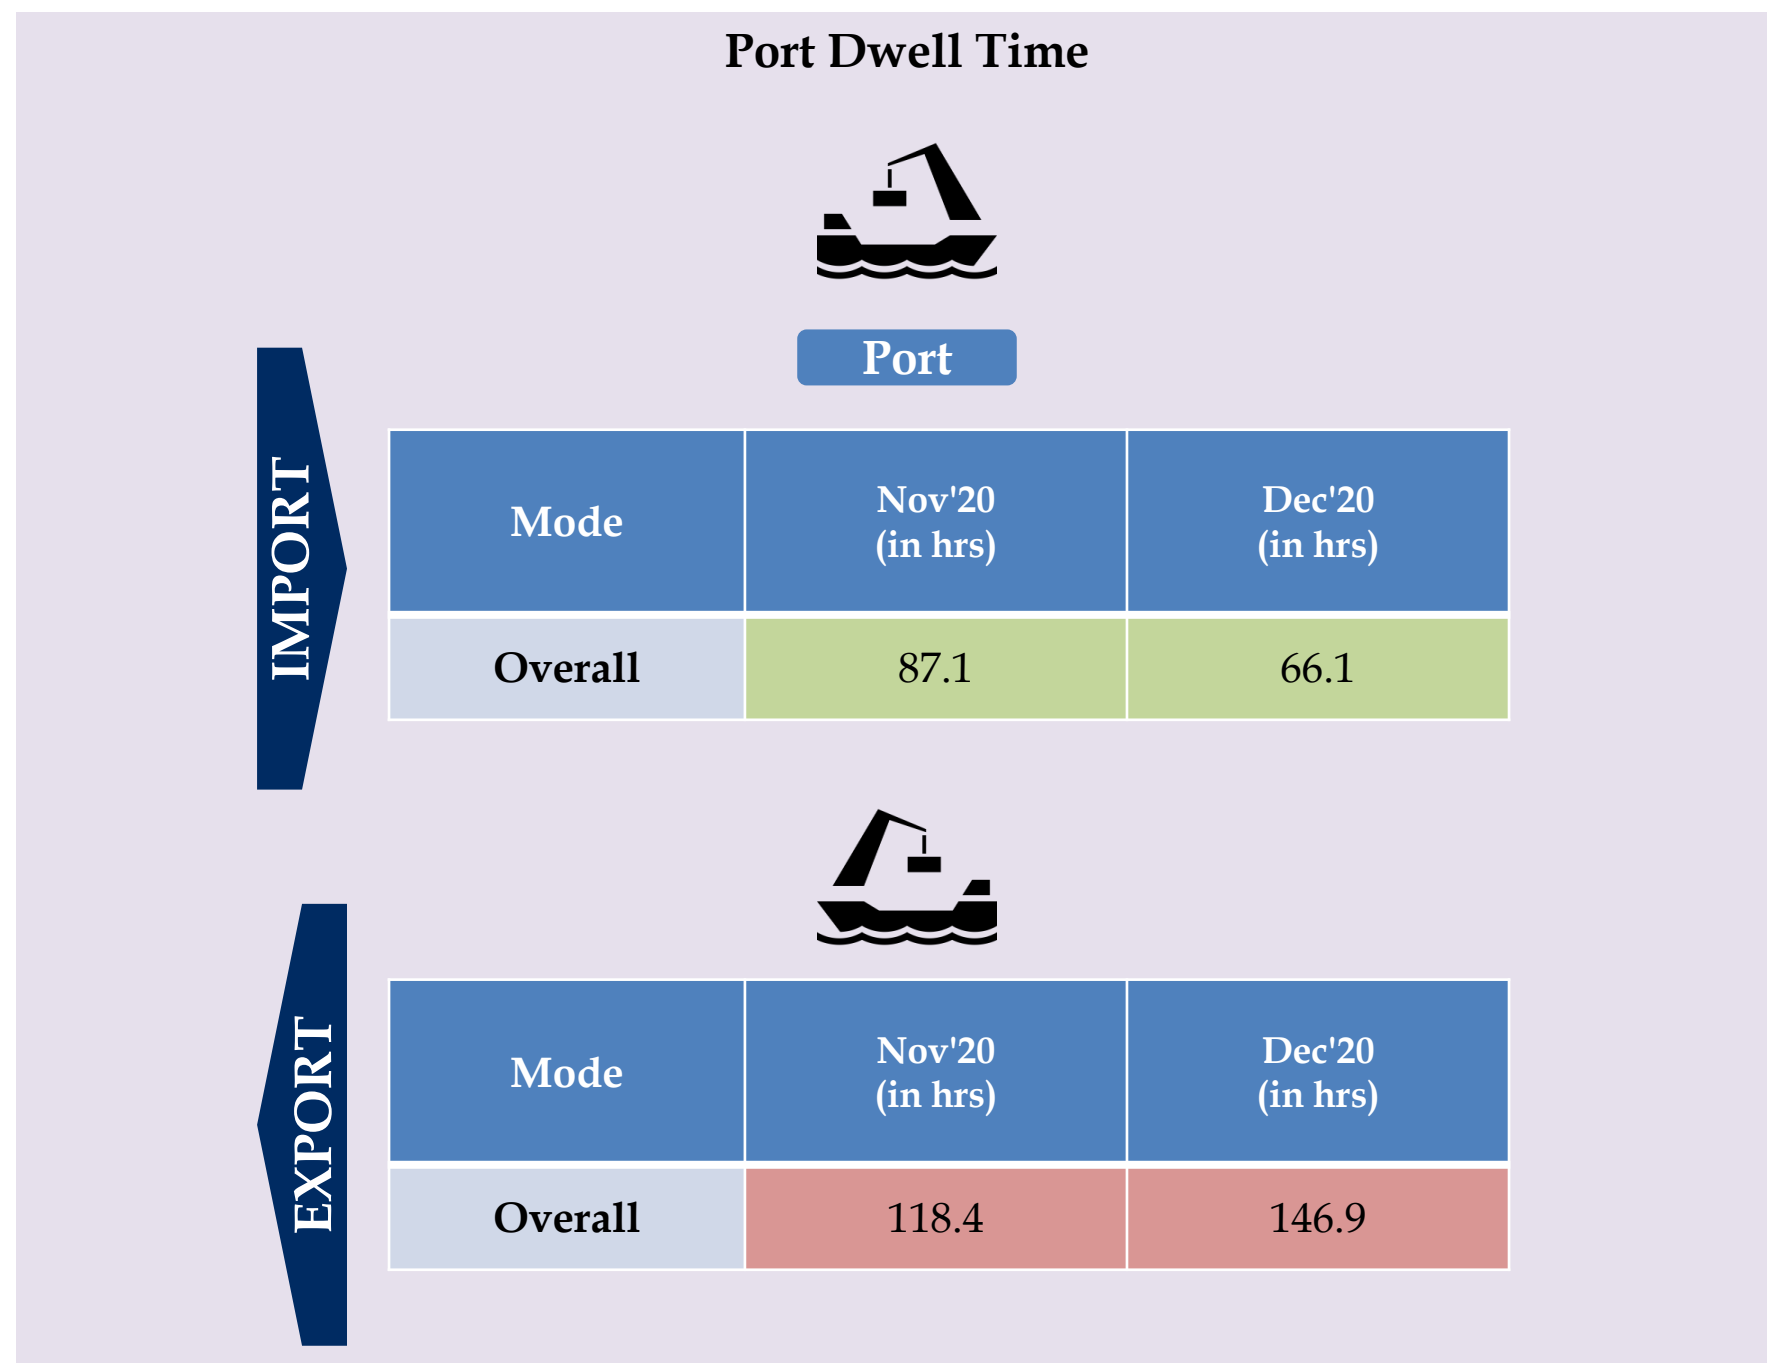 Port Dwell Time
Port
IMPORT
Mode
Nov'20
(in hrs)
Dec'20
(in hrs)
Overall
87.1
66.1
EXPORT
Mode
Nov'20
(in hrs)
Dec'20
(in hrs)
Overall
118.4
146.9